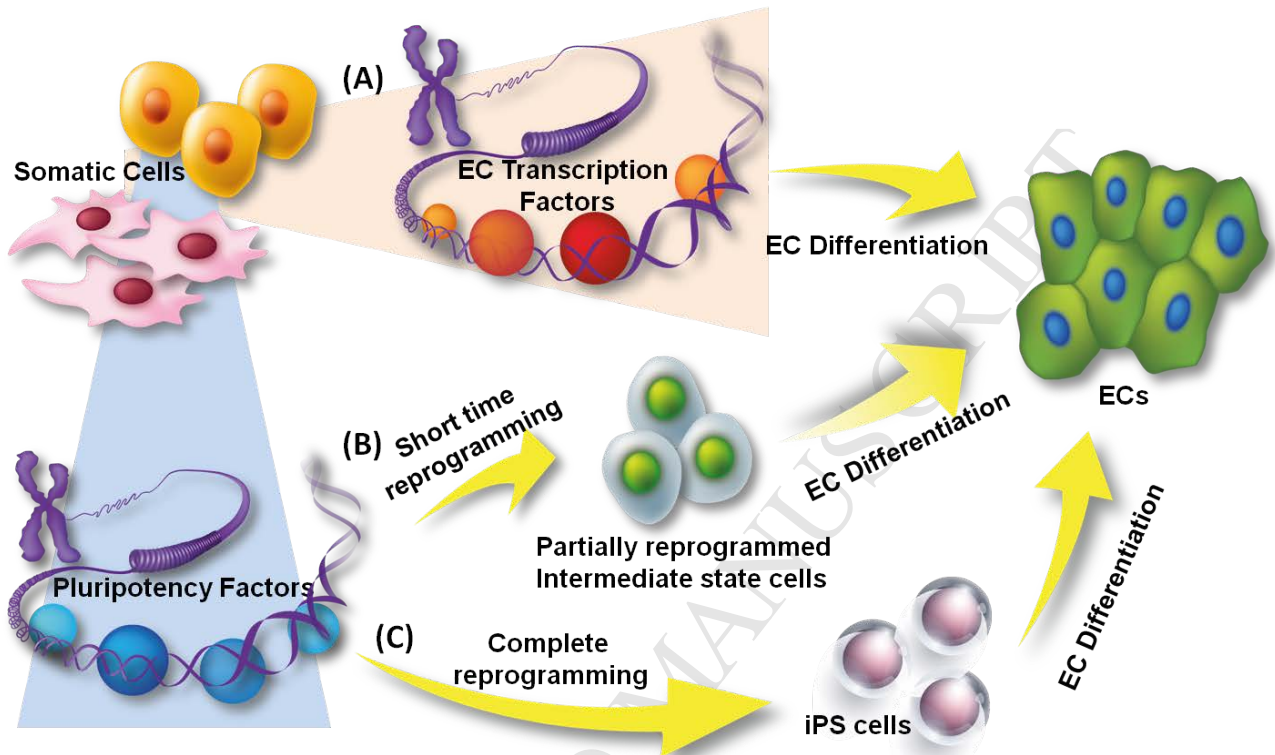 (A)
Somatic Cells
EC Transcription
Factors
EC Differentiation
ECs
(B)
Short time
reprogramming
EC Differentiation
Partially reprogrammed
Intermediate state cells
Pluripotency Factors
(C)
Complete
reprogramming
iPS cells
EC Differentiation
MANUSCRIPT